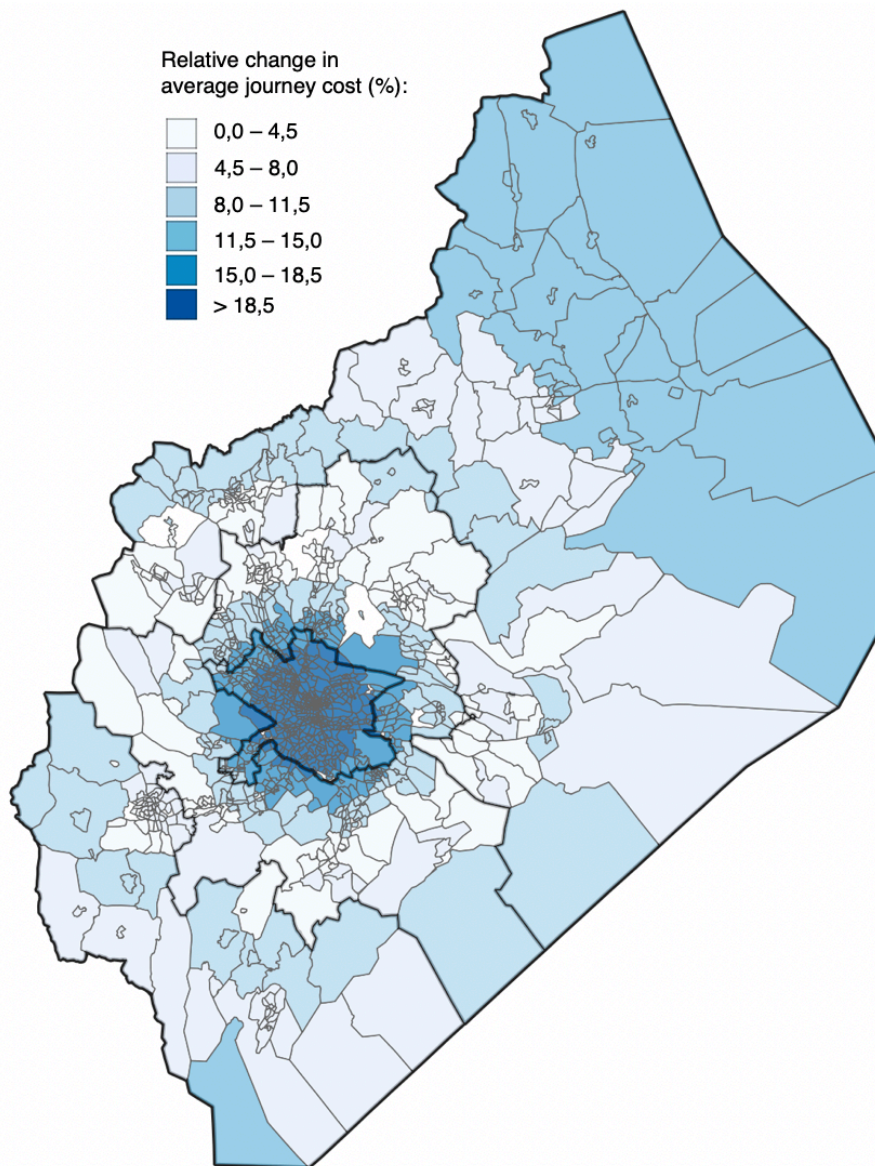 Relative change in
average journey cost (%):
0,0 – 4,5
4,5 – 8,0
8,0 – 11,5
11,5 – 15,0
15,0 – 18,5
> 18,5